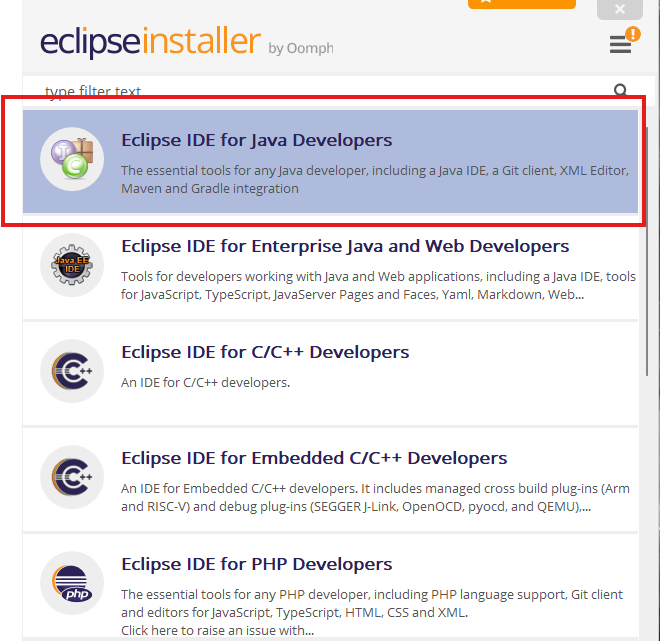 eclipseinstaller by Oomph
!
type filter text
Eclipse IDE for Java Developers
The essential tools for any Java developer, including a Java IDE, a Git client, XML Editor,
Maven and Gradle integration
Java EE
IDE
Eclipse IDE for Enterprise Java and Web Developers
Tools for developers working with Java and Web applications, including a Java IDE, tools
for JavaScript, TypeScript, JavaServer Pages and Faces, Yaml, Markdown, Web...
C++
Eclipse IDE for C/C++ Developers
An IDE for C/C++ developers.
C++
Eclipse IDE for Embedded C/C++ Developers
An IDE for Embedded C/C++ developers. It includes managed cross build plug-ins (Arm
and RISC-V) and debug plug-ins (SEGGER J-Link, OpenOCD, pyocd, and QEMU),...
php
Eclipse IDE for PHP Developers
The essential tools for any PHP developer, including PHP language support, Git client
and editors for JavaScript, TypeScript, HTML, CSS and XML.
Click here to raise an issue with...